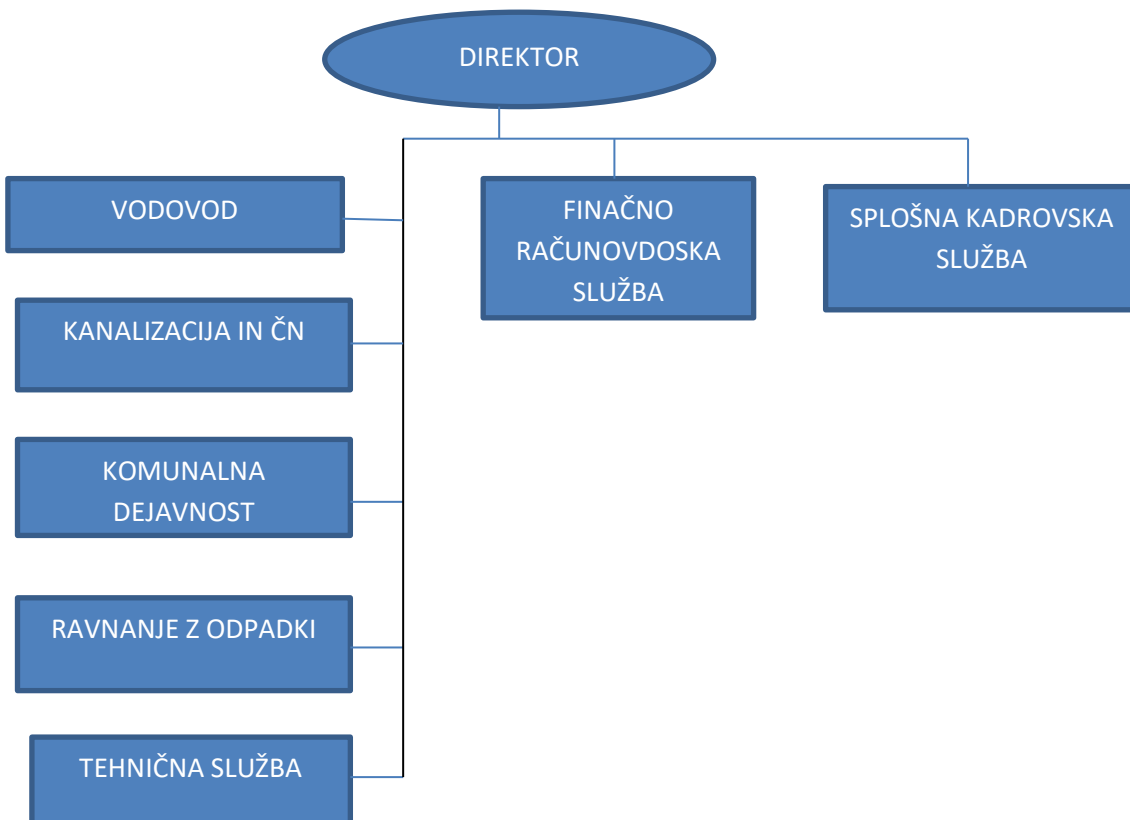 DIREKTOR
VODOVOD
FINAČNO
RAČUNOVDOSKA
SLUŽBA
SPLOŠNA KADROVSKA
SLUŽBA
KANALIZACIJA IN ČN
KOMUNALNA
DEJAVNOST
RAVNANJE Z ODPADKI
TEHNIČNA SLUŽBA